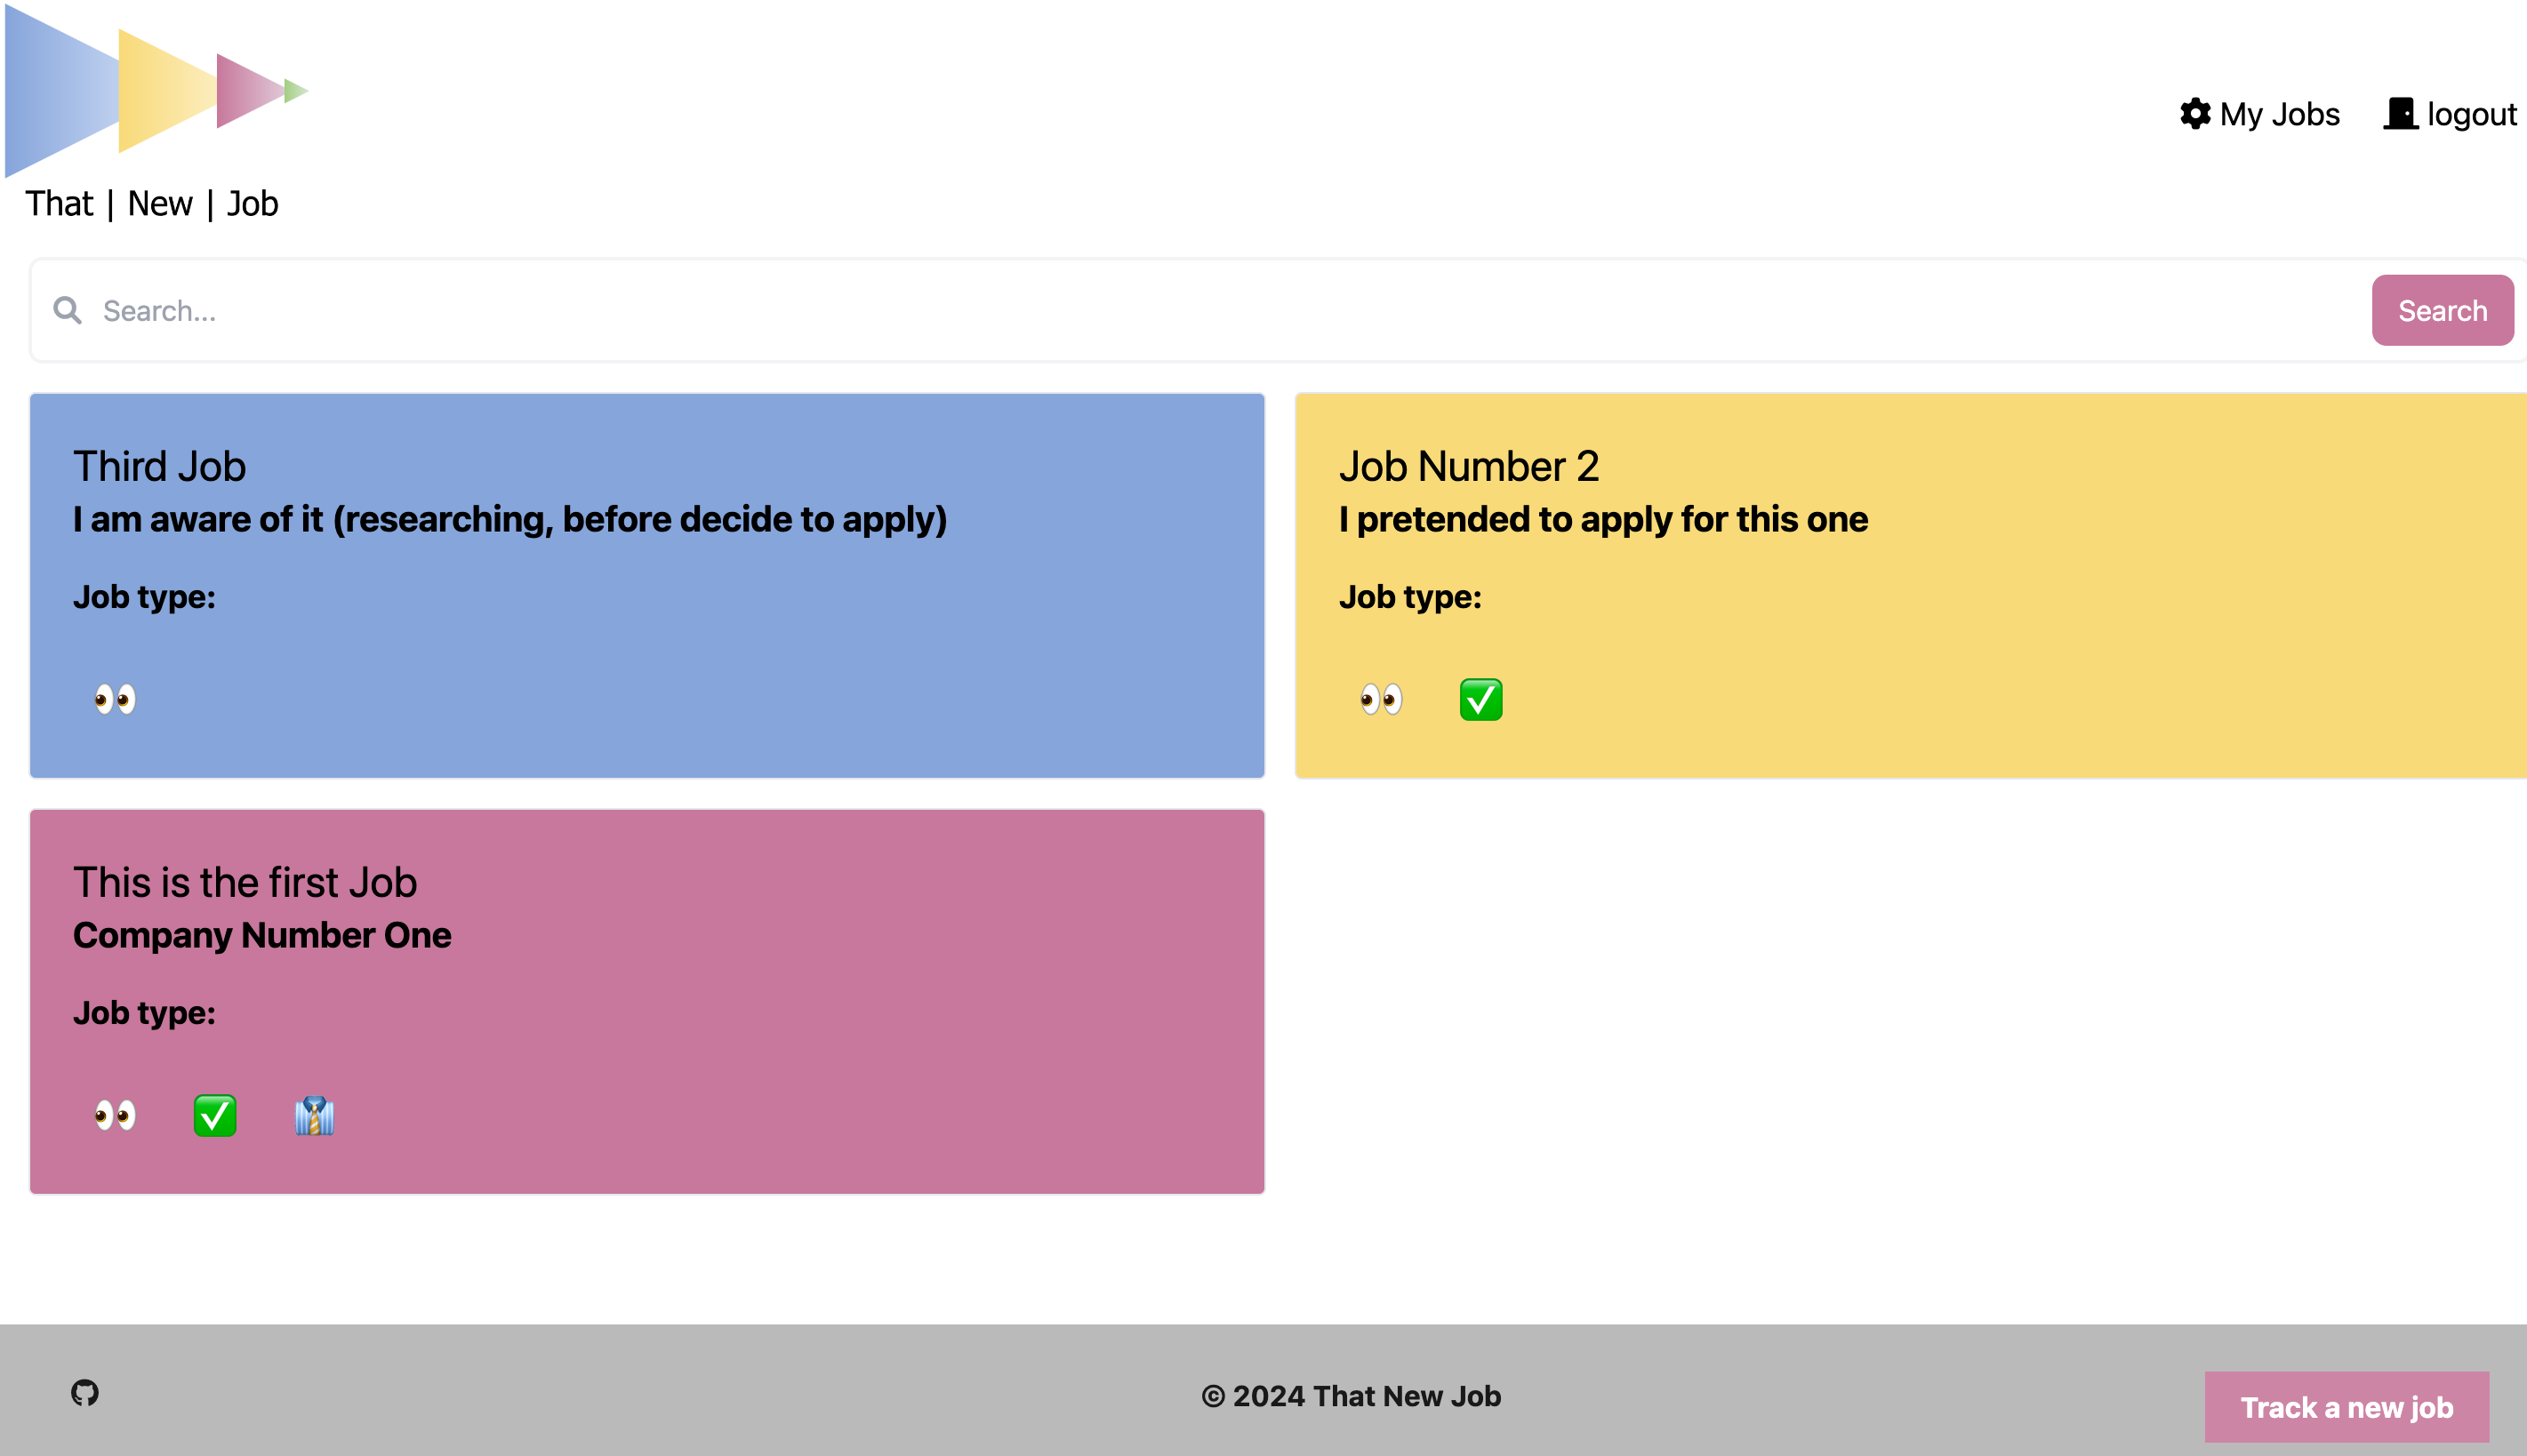 My Jobs
logout
That | New | Job
Search...
Search
Third Job
I am aware of it (researching, before decide to apply)
Job type:
Job Number 2
I pretended to apply for this one
Job type:
This is the first Job
Company Number One
Job type:
© 2024 That New Job
Track a new job